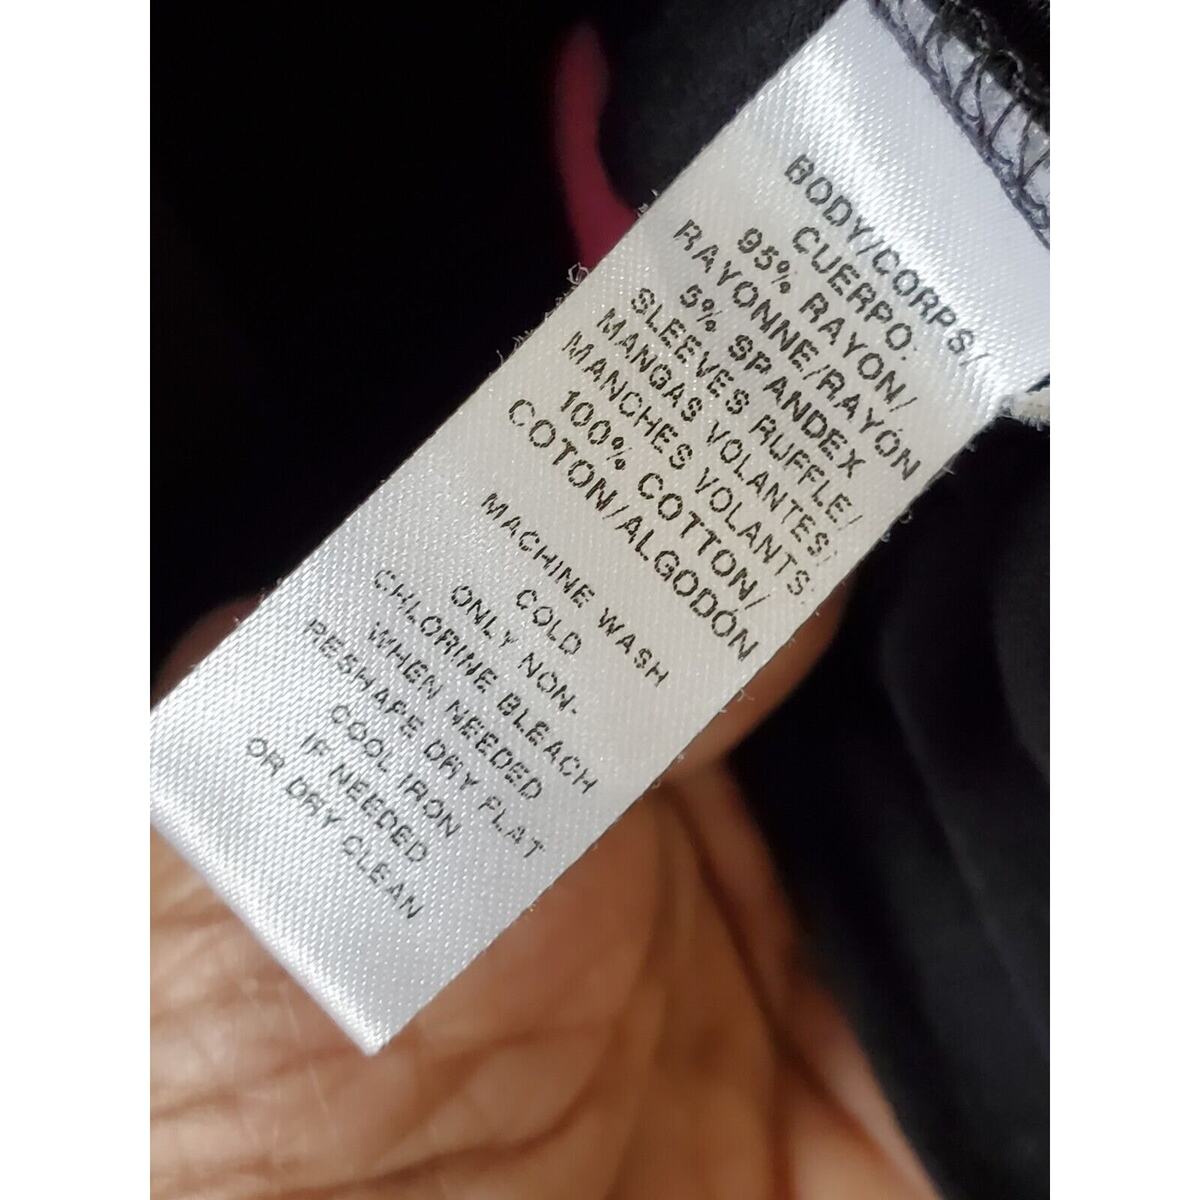 BODY/CORPS/
CUERPO:
95% RAYON/
RAYONNE/RAYÓN
5% SPANDEX
SLEEVES RUFFLE/
MANGAS VOLANTES/
MANCHES VOLANTS:
100% COTTON/
COTON/ALGODÓN
MACHINE WASH
COLD
ONLY NON-
CHLORINE BLEACH
WHEN NEEDED
RESHAPE DRY FLAT
COOL IRON
IF NEEDED
OR DRY CLEAN